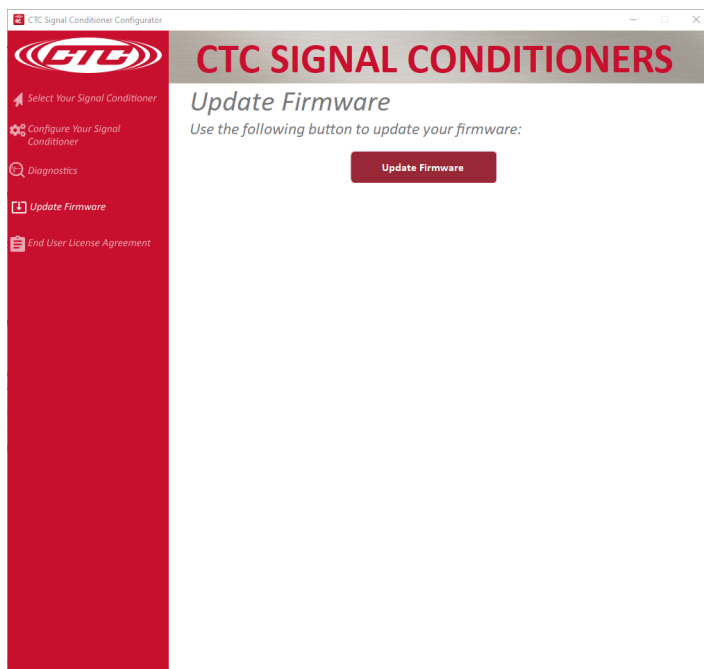 CTC Signal Conditioner Configurator
CTC
CTC SIGNAL CONDITIONERS
Select Your Signal Conditioner
Configure Your Signal
Conditioner
Diagnostics
Update Firmware
End User License Agreement
Update Firmware
Use the following button to update your firmware:
Update Firmware